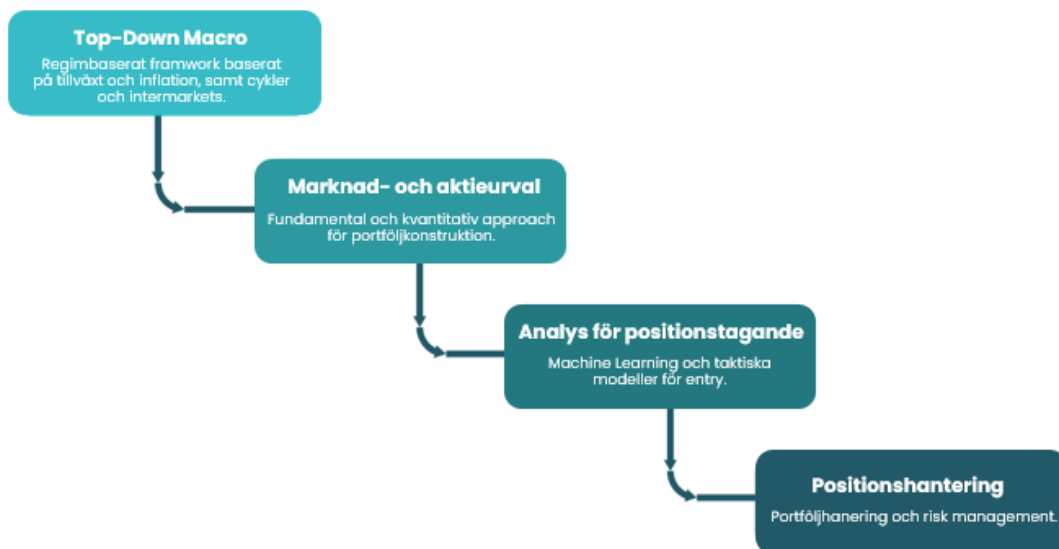 Top-Down Macro
Regimbaserat framwork baserat
på tillväxt och inflation, samt cykler
och intermarkets.
Marknad- och aktieurval
Fundamental och kvantitativ approach
för portföljkonstruktion.
Analys för positionstagande
Machine Learning och taktiska
modeller för entry.
Positionshantering
Portföljhanering och risk management.